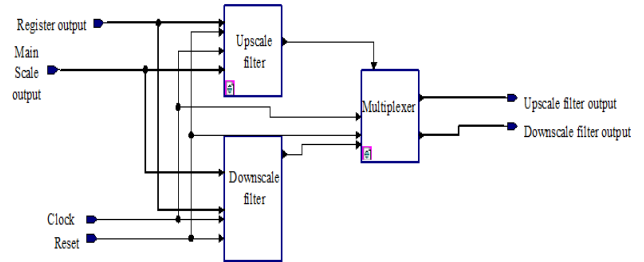 Register output
Main
Scale
output
Clock
Reset
Upscale
filter
Downscale
filter
Multiplexer
Upscale filter output
Downscale filter output